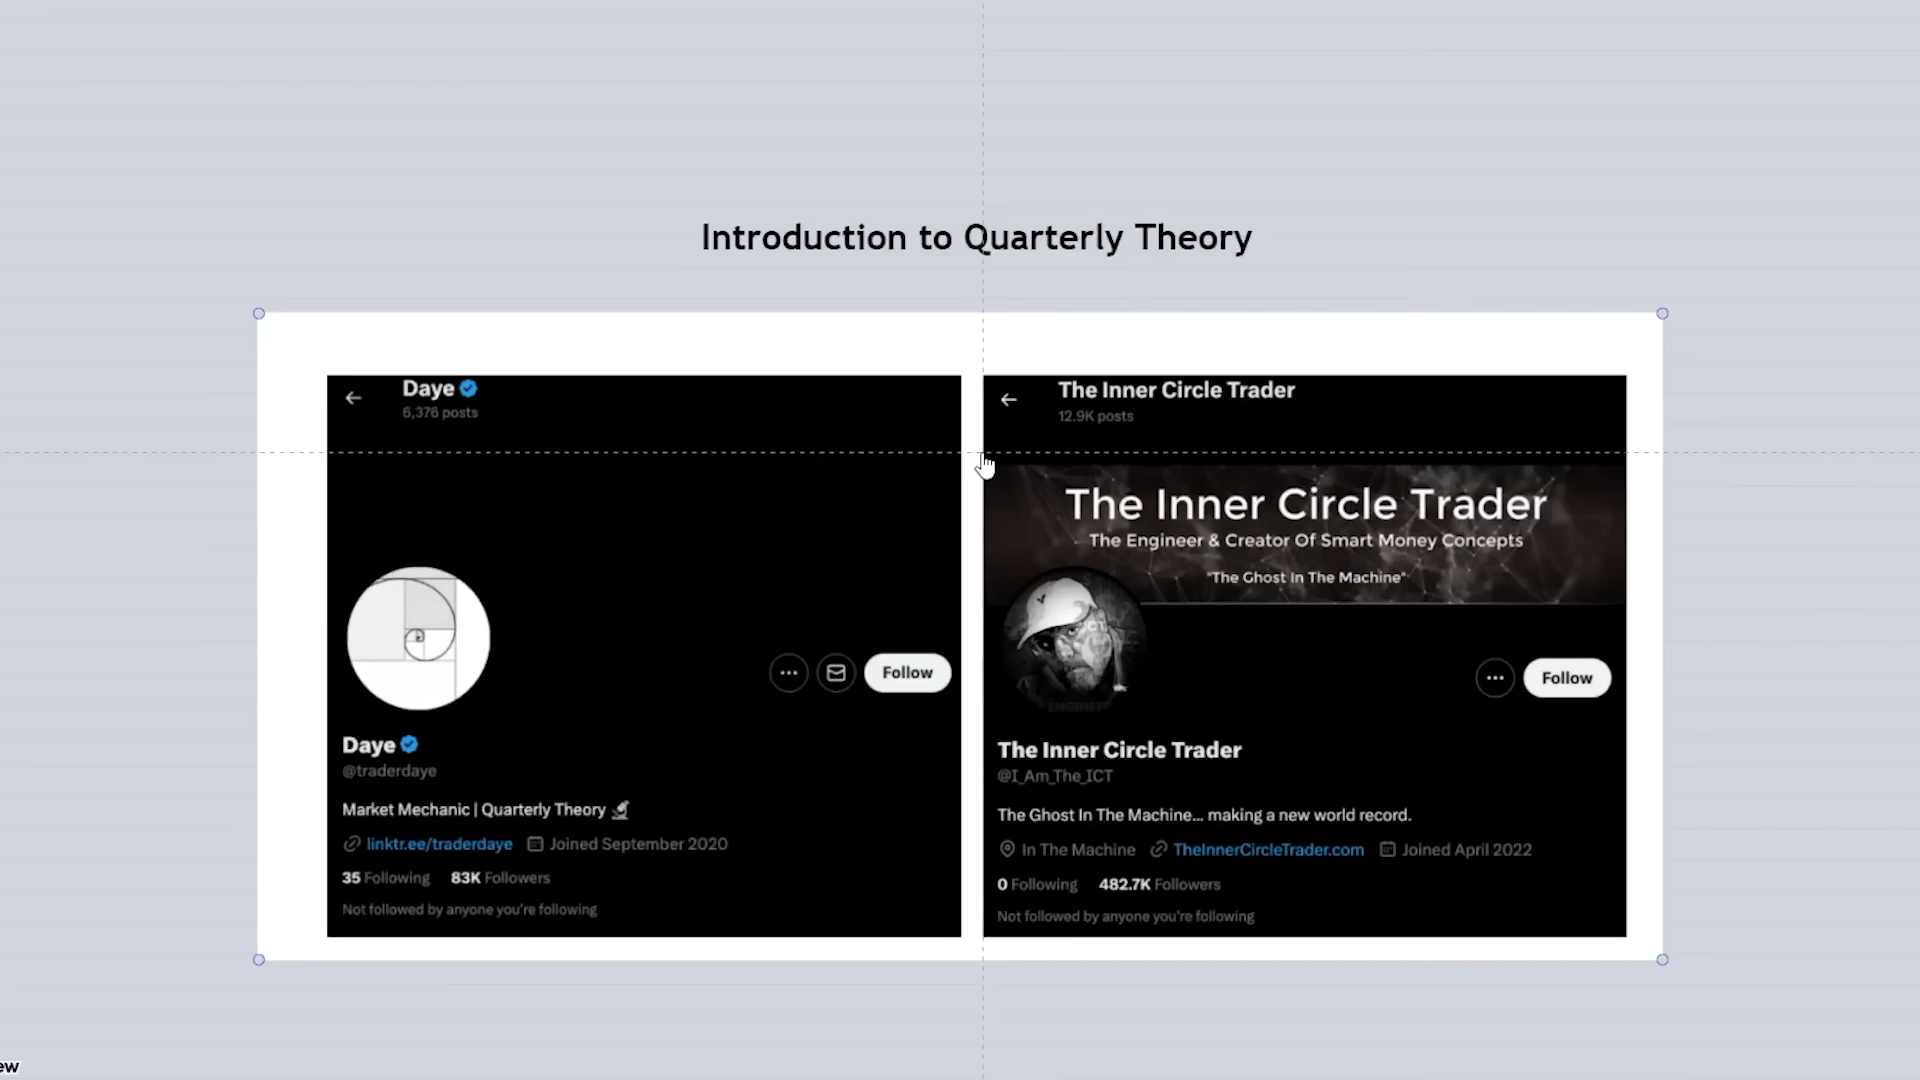 Introduction to Quarterly Theory
Daye
6,376 posts
Follow
Daye
@traderdaye
Market Mechanic | Quarterly Theory
linktr.ee/traderdaye Joined September 2020
35 Following 83K Followers
Not followed by anyone you're following
The Inner Circle Trader
12.9K posts
The Inner Circle Trader
The Engineer & Creator Of Smart Money Concepts
"The Ghost In The Machine"
Follow
The Inner Circle Trader
@I_Am_The_ICT
The Ghost In The Machine... making a new world record.
In The Machine TheInnerCircleTrader.com Joined April 2022
0 Following 482.7K Followers
Not followed by anyone you're following
ew